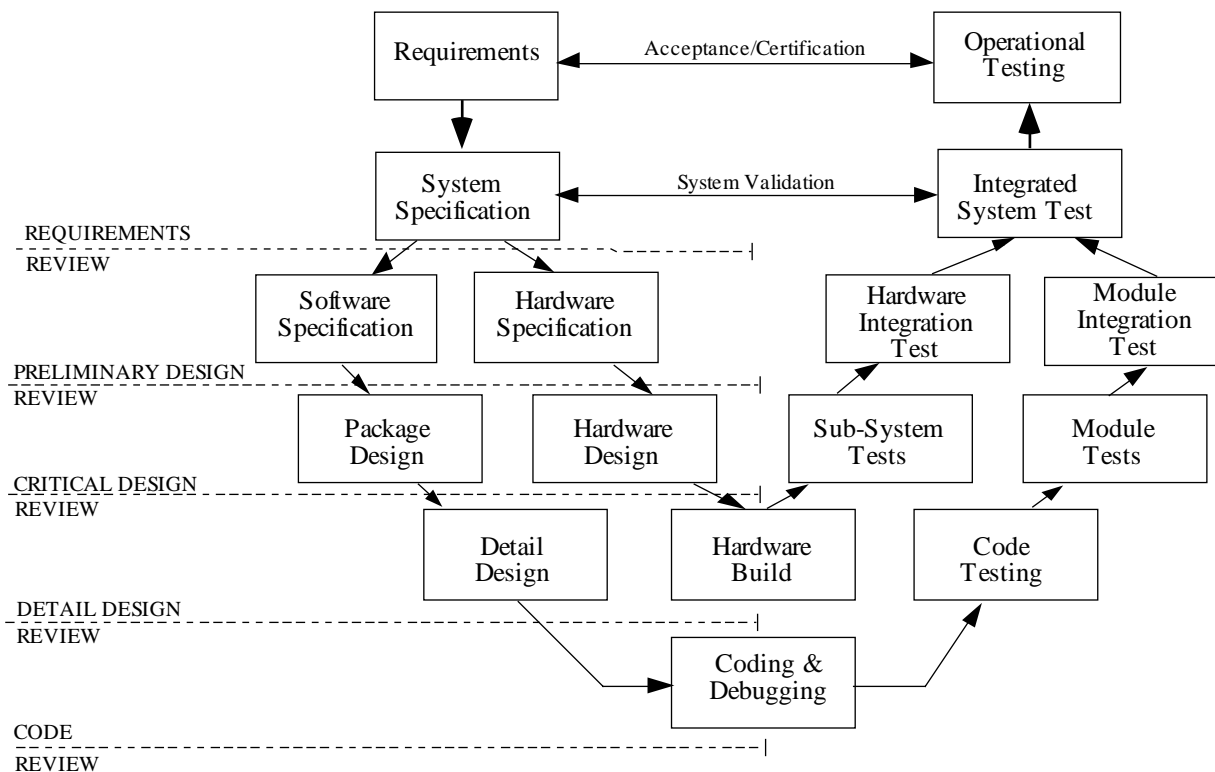 Requirements
Acceptance/Certification
Operational
Testing
System
Specification
System Validation
Integrated
System Test
REQUIREMENTS
REVIEW
Software
Specification
Hardware
Specification
Hardware
Integration
Test
Module
Integration
Test
PRELIMINARY DESIGN
REVIEW
Package
Design
Hardware
Design
Sub-System
Tests
Module
Tests
CRITICAL DESIGN
REVIEW
Detail
Design
Hardware
Build
Code
Testing
DETAIL DESIGN
REVIEW
Coding &
Debugging
CODE
REVIEW